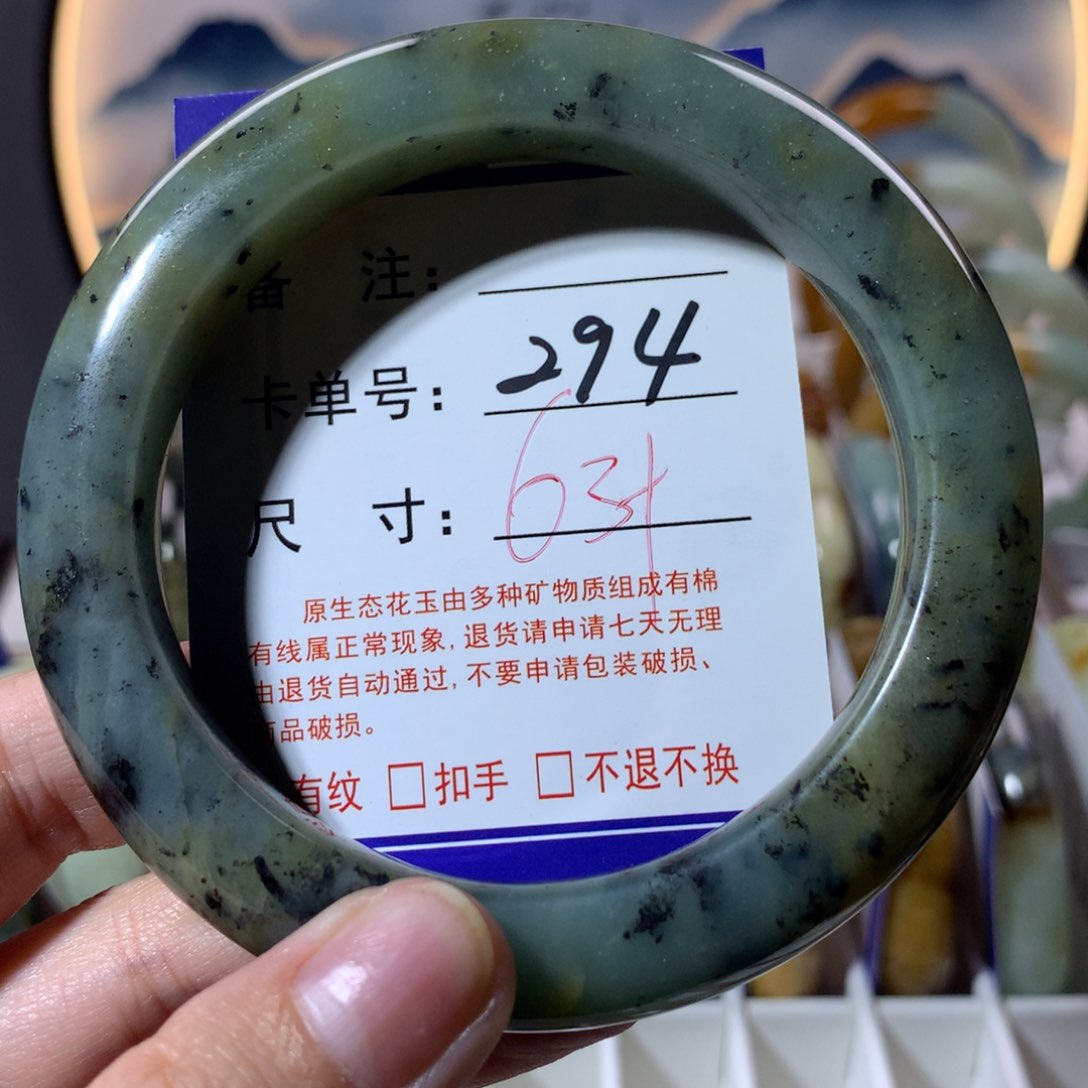 备 注：
卡单号： 294
尺 寸： 63+
原生态花玉由多种矿物质组成有棉
有线属正常现象，退货请申请七天无理
由退货自动通过，不要申请包装破损、
商品破损。
有纹 □扣手 □不退不换